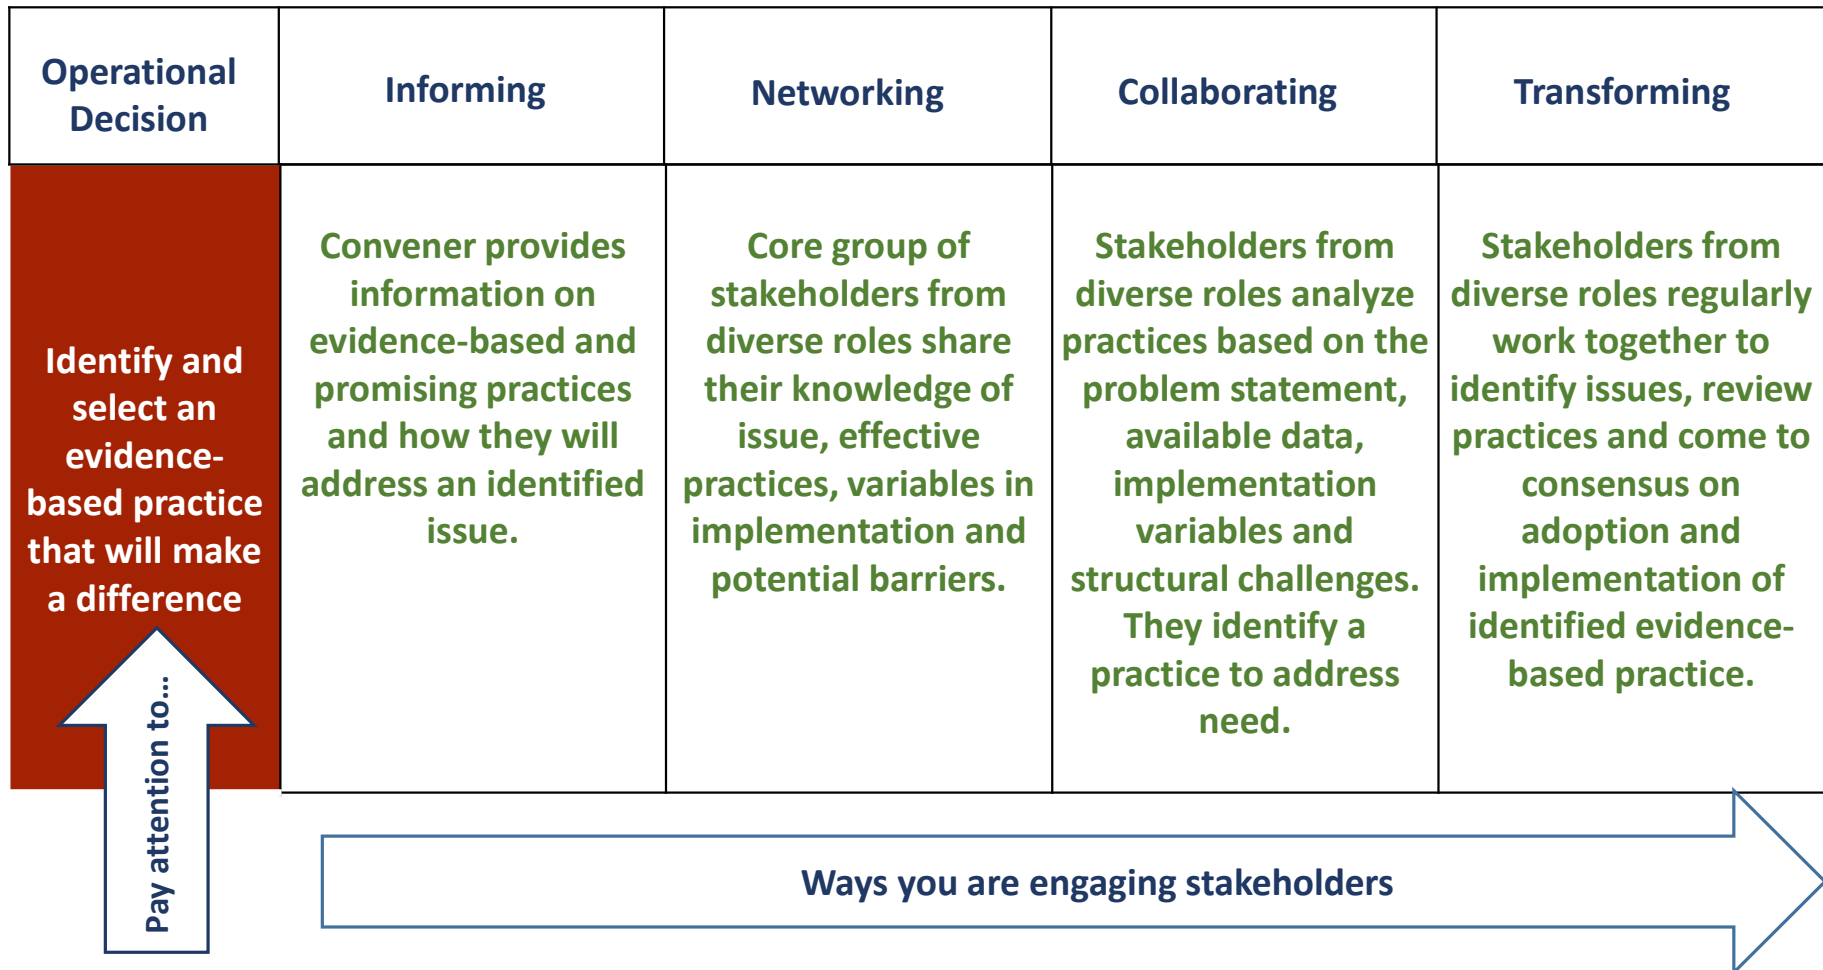 Operational
Decision
Informing
Networking
Collaborating
Transforming
Identify and
select an
evidence-
based practice
that will make
a difference
Convener provides
information on
evidence-based and
promising practices
and how they will
address an identified
issue.
Core group of
stakeholders from
diverse roles share
their knowledge of
issue, effective
practices, variables in
implementation and
potential barriers.
Stakeholders from
diverse roles analyze
practices based on the
problem statement,
available data,
implementation
variables and
structural challenges.
They identify a
practice to address
need.
Stakeholders from
diverse roles regularly
work together to
identify issues, review
practices and come to
consensus on
adoption and
implementation of
identified evidence-
based practice.
Pay attention to...
Ways you are engaging stakeholders